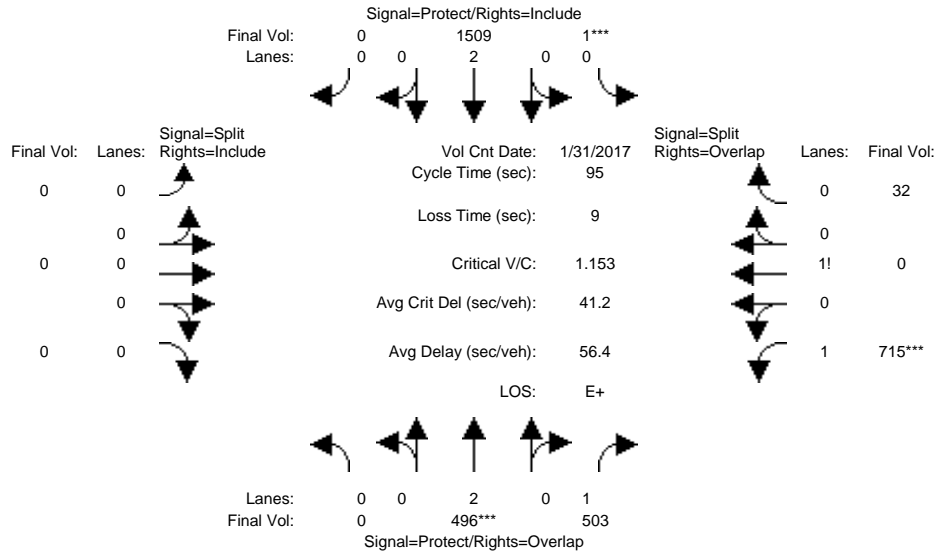 Signal=Protect/Rights=Include
Final Vol: 0 1509 1***
Lanes: 0 0 2 0 0
Signal=Split
Final Vol: Lanes: Rights=Include
Vol Cnt Date: 1/31/2017
Signal=Split
Rights=Overlap Lanes: Final Vol:
Cycle Time (sec): 95
0 0
0 32
Loss Time (sec): 9
0
0
0 0
Critical V/C: 1.153
1! 0
0
Avg Crit Del (sec/veh): 41.2
0
0 0
Avg Delay (sec/veh): 56.4
1 715***
LOS: E+
Lanes: 0 0 2 0 1
Final Vol: 0 496*** 503
Signal=Protect/Rights=Overlap